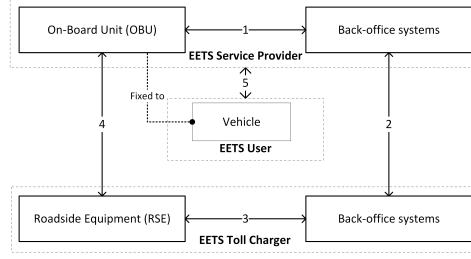 On-Board Unit (OBU)
1
Back-office systems
EETS Service Provider
5
Fixed to
Vehicle
EETS User
4
2
Roadside Equipment (RSE)
3
Back-office systems
EETS Toll Charger